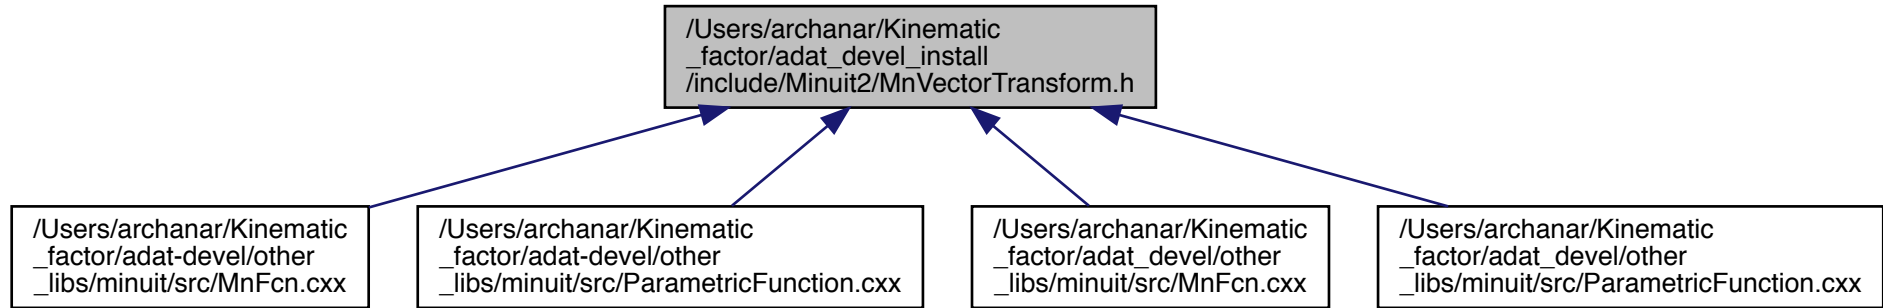 /Users/archanar/Kinematic
_factor/adat_devel_install
/include/Minuit2/MnVectorTransform.h
/Users/archanar/Kinematic
_factor/adat-devel/other
_libs/minuit/src/MnFcn.cxx
/Users/archanar/Kinematic
_factor/adat-devel/other
_libs/minuit/src/ParametricFunction.cxx
/Users/archanar/Kinematic
_factor/adat_devel/other
_libs/minuit/src/MnFcn.cxx
/Users/archanar/Kinematic
_factor/adat_devel/other
_libs/minuit/src/ParametricFunction.cxx